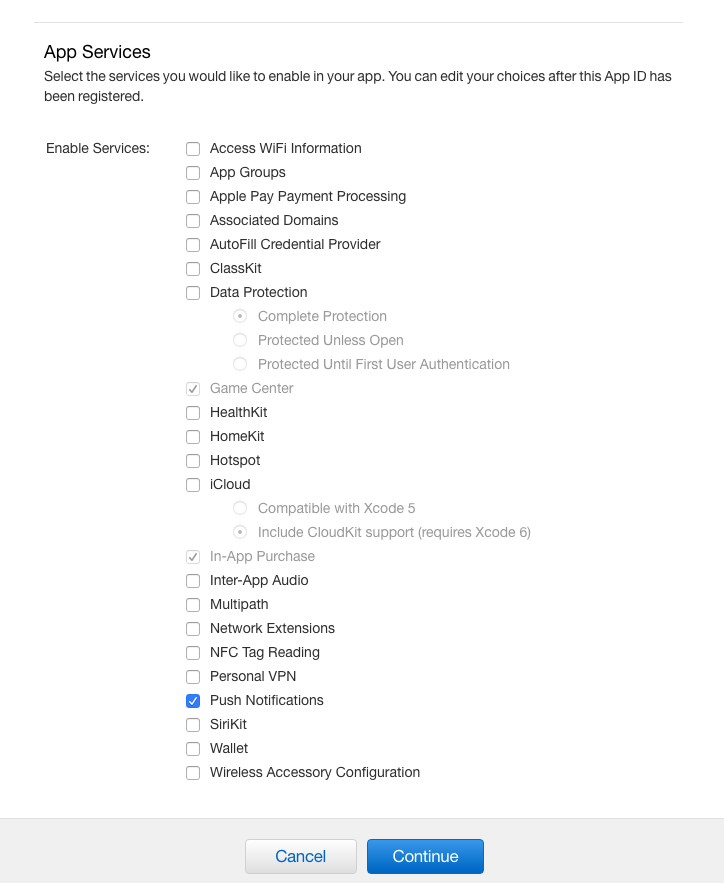 App Services
Select the services you would like to enable in your app. You can edit your choices after this App ID has
been registered.
Enable Services:
Access WiFi Information
App Groups
Apple Pay Payment Processing
Associated Domains
AutoFill Credential Provider
ClassKit
Data Protection
Complete Protection
Protected Unless Open
Protected Until First User Authentication
Game Center
HealthKit
HomeKit
Hotspot
iCloud
Compatible with Xcode 5
Include CloudKit support (requires Xcode 6)
In-App Purchase
Inter-App Audio
Multipath
Network Extensions
NFC Tag Reading
Personal VPN
Push Notifications
SiriKit
Wallet
Wireless Accessory Configuration
Cancel
Continue